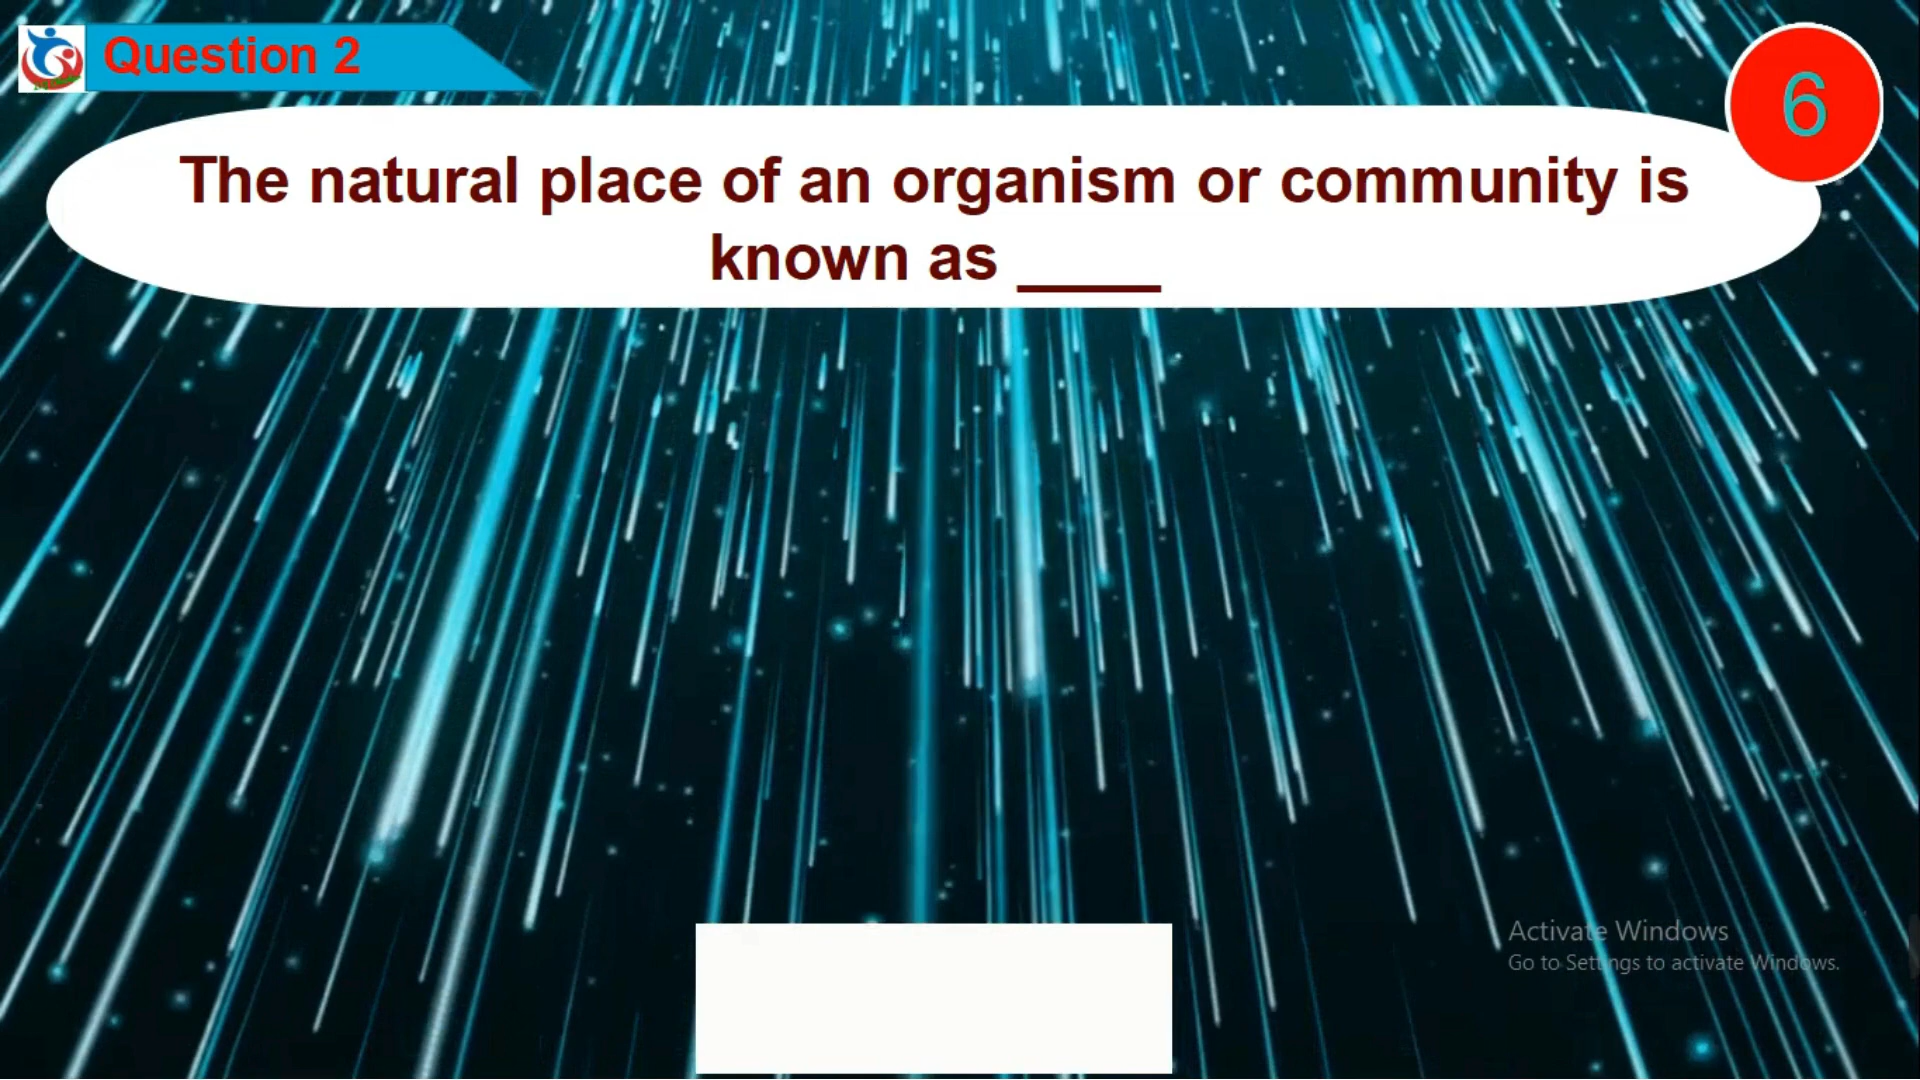 Question 2
6
The natural place of an organism or community is
known as ____
Activate Windows
Go to Settings to activate Windows.